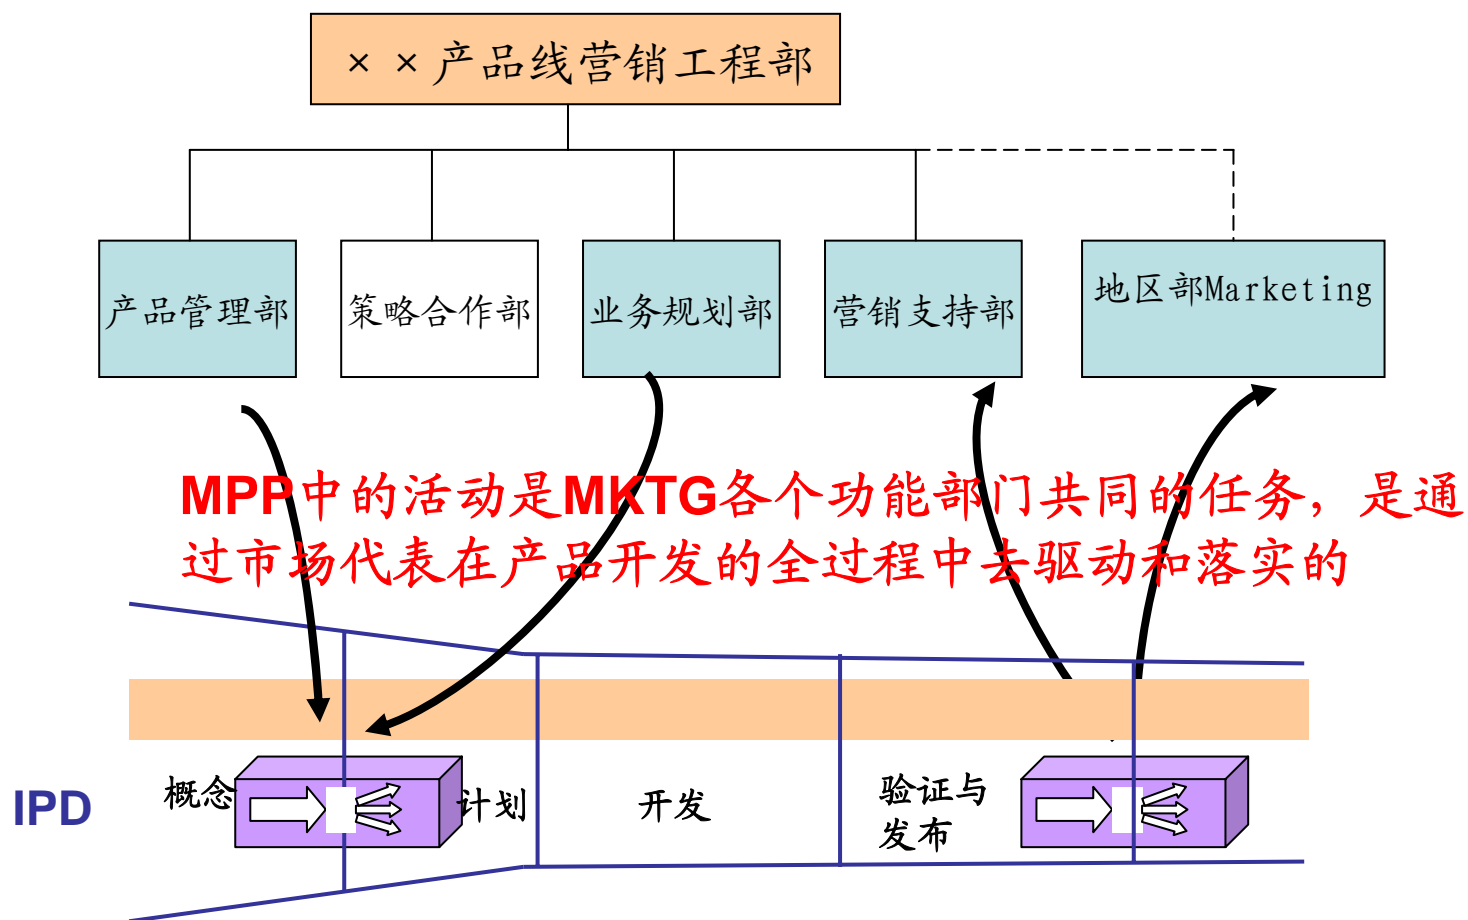 × ×产品线营销工程部
产品管理部
策略合作部
业务规划部
营销支持部
地区部Marketing
MPP中的活动是MKTG各个功能部门共同的任务，是通
过市场代表在产品开发的全过程中去驱动和落实的
IPD
概念
计划
开发
验证与
发布